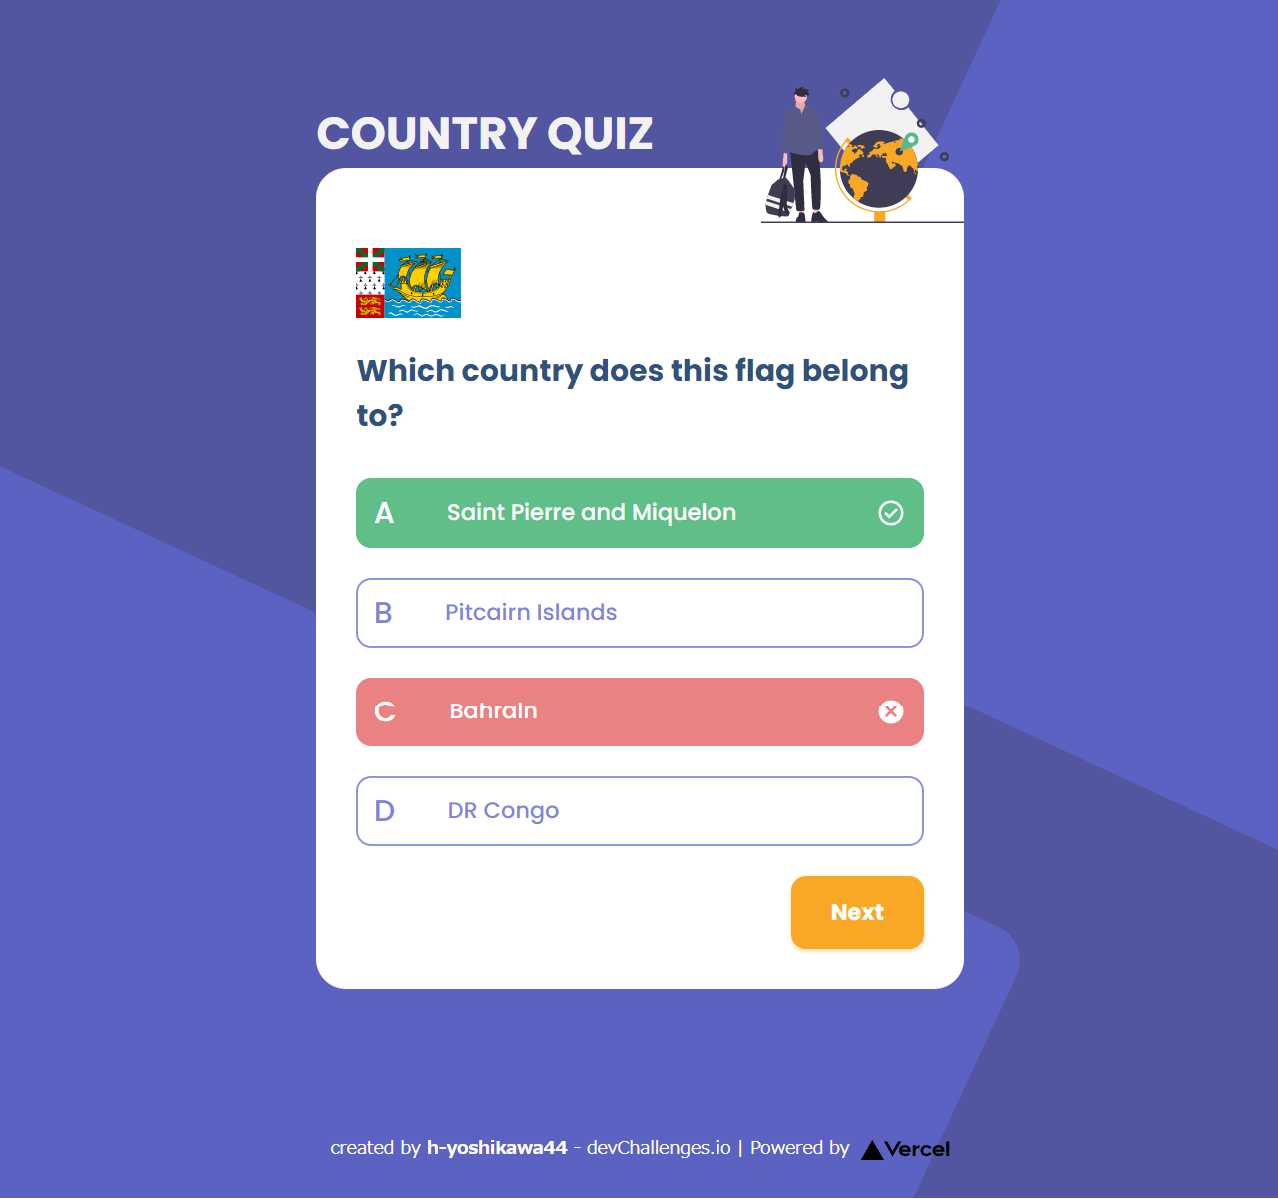 COUNTRY QUIZ
Which country does this flag belong
to?
A Saint Pierre and Miquelon
B Pitcairn Islands
C Bahrain
D DR Congo
Next
created by h-yoshikawa44 - devChallenges.io | Powered by Vercel